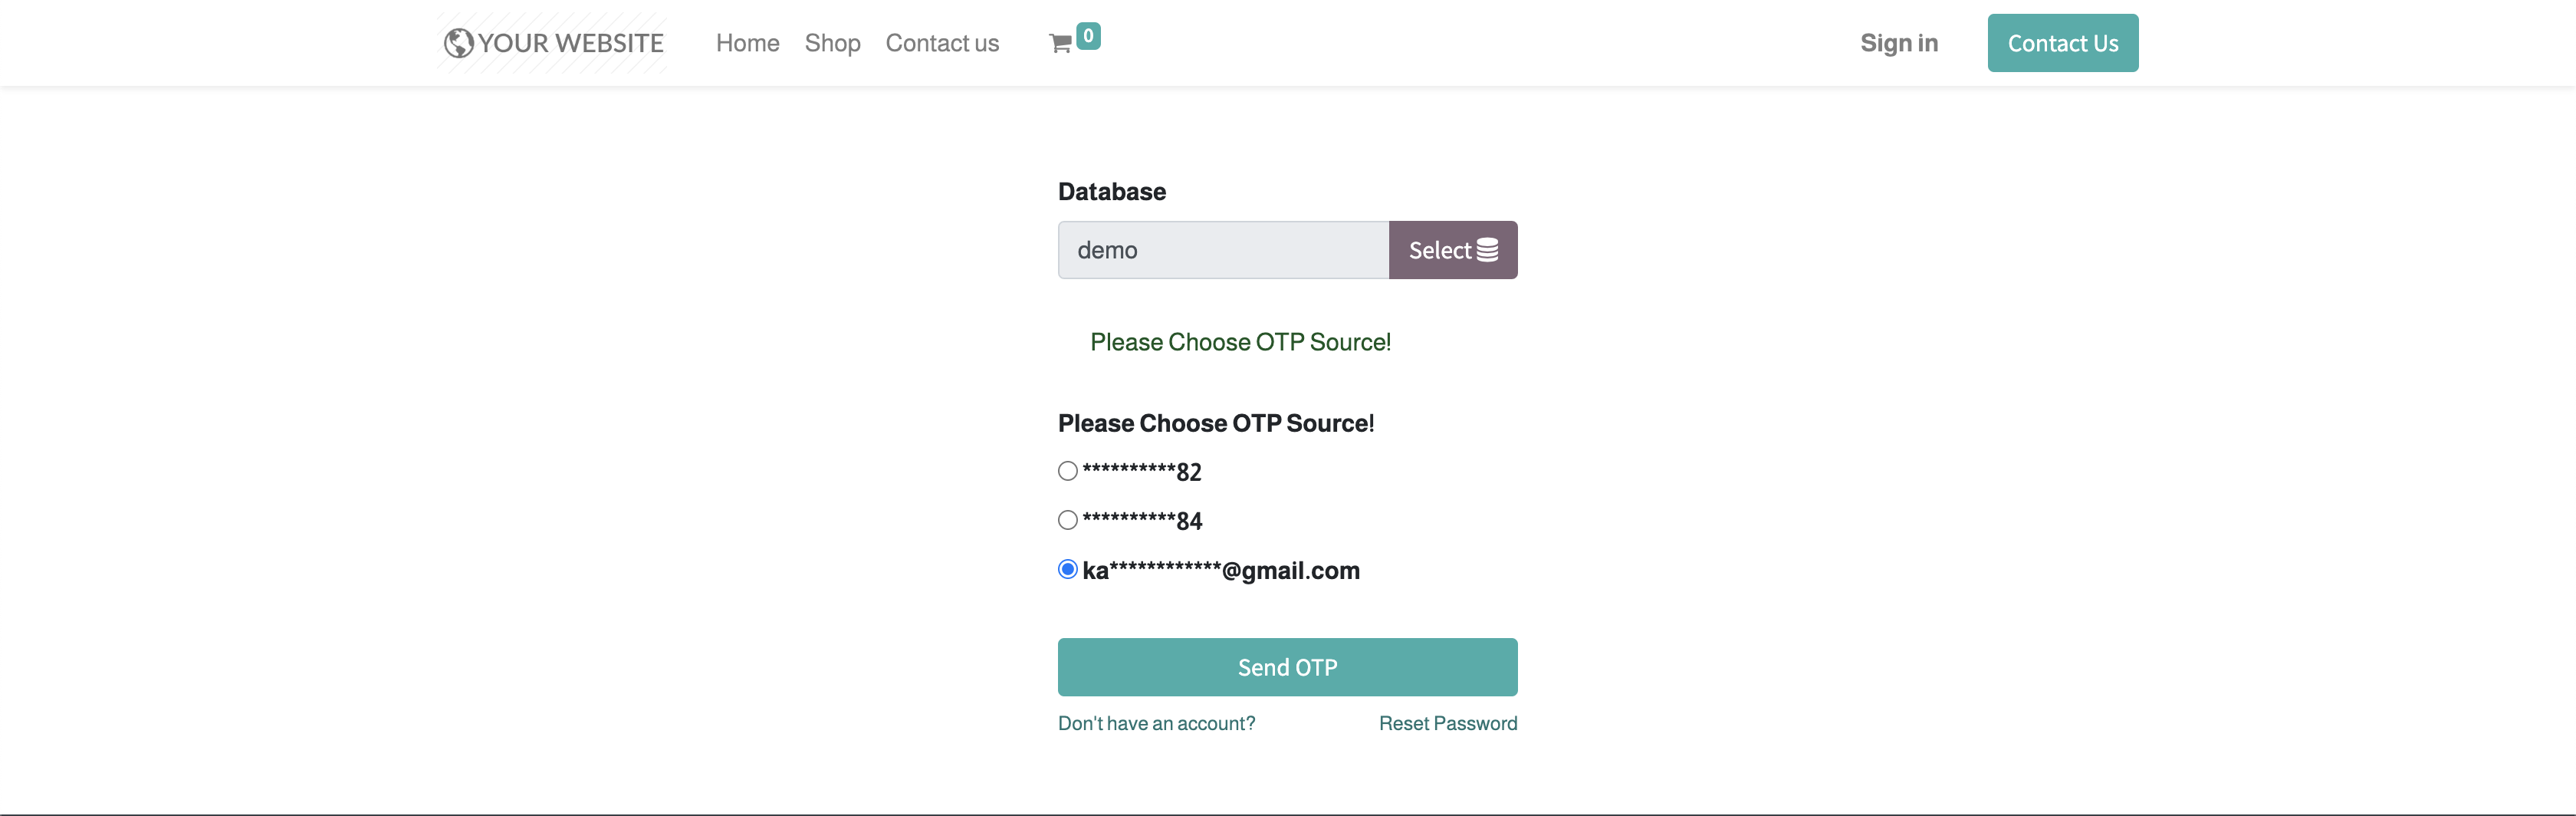 YOUR WEBSITE Home Shop Contact us 0 Sign in Contact Us
Database
demo Select
Please Choose OTP Source!
Please Choose OTP Source!
**********82
**********84
ka************@gmail.com
Send OTP
Don't have an account? Reset Password